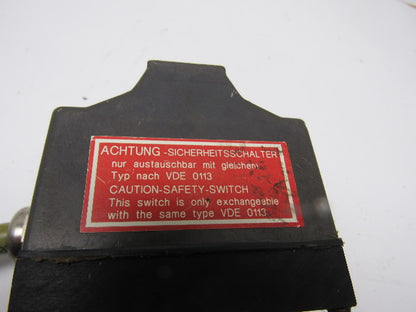 ACHTUNG-SICHERHEITSSCHALTER
nur austauschbar mit gleichem
Typ nach VDE 0113
CAUTION-SAFETY-SWITCH
This switch is only exchangeable
with the same type VDE 0113